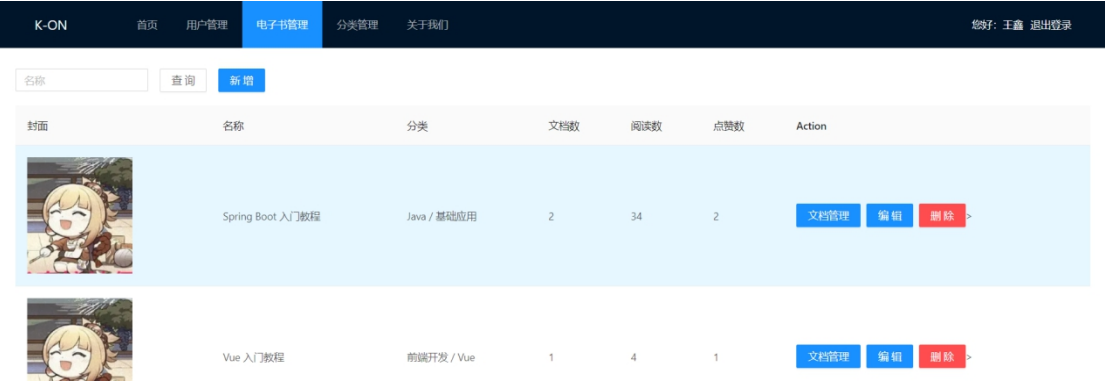 K-ON 首页 用户管理 电子书管理 分类管理 关于我们 您好：王鑫 退出登录
名称 查询 新增
封面 名称 分类 文档数 阅读数 点赞数 Action
Spring Boot 入门教程 Java / 基础应用 2 34 2 文档管理 编辑 删除 >
Vue 入门教程 前端开发 / Vue 1 4 1 文档管理 编辑 删除 >